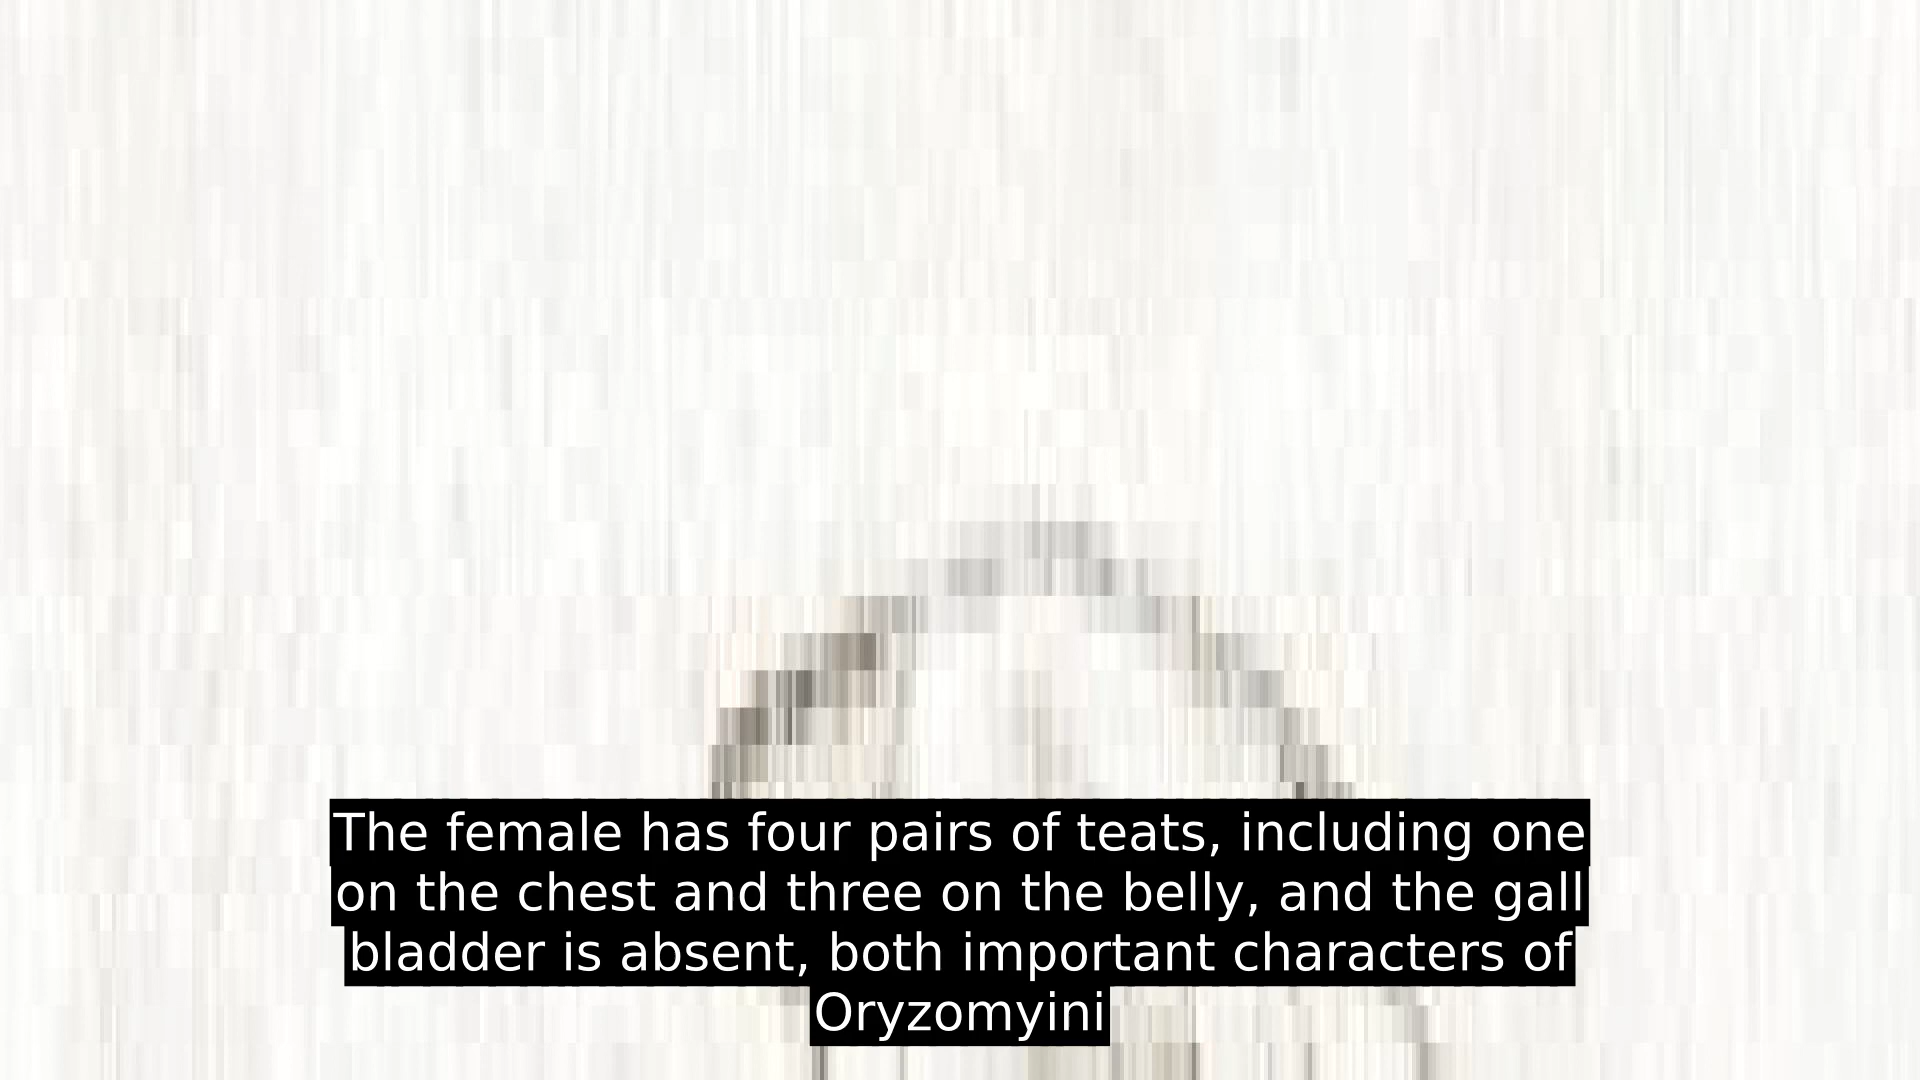 The female has four pairs of teats, including one
on the chest and three on the belly, and the gall
bladder is absent, both important characters of
Oryzomyini